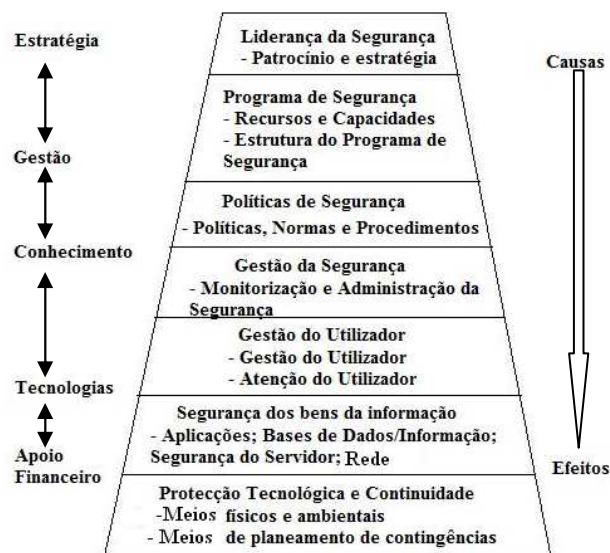 Estratégia
Gestão
Conhecimento
Tecnologias
Apoio
Financeiro
Liderança da Segurança
- Patrocínio e estratégia
Programa de Segurança
- Recursos e Capacidades
- Estrutura do Programa de
Segurança
Políticas de Segurança
- Políticas, Normas e Procedimentos
Gestão da Segurança
- Monitorização e Administração da
Segurança
Gestão do Utilizador
- Gestão do Utilizador
- Atenção do Utilizador
Segurança dos bens da informação
- Aplicações; Bases de Dados/Informação;
Segurança do Servidor; Rede
Protecção Tecnológica e Continuidade
- Meios físicos e ambientais
- Meios de planeamento de contingências
Causas
Efeitos